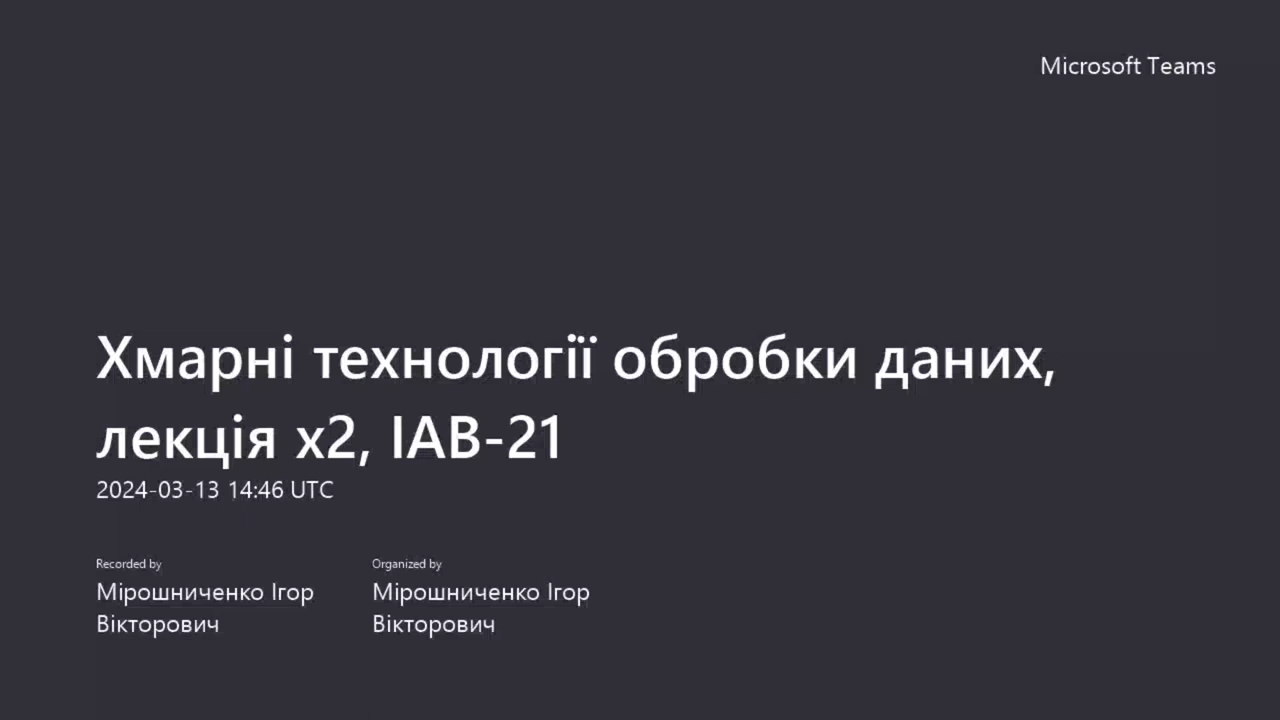 Microsoft Teams
Хмарні технології обробки даних,
лекція x2, ІАВ-21
2024-03-13 14:46 UTC
Recorded by
Organized by
Мірошниченко Ігор
Вікторович
Мірошниченко Ігор
Вікторович